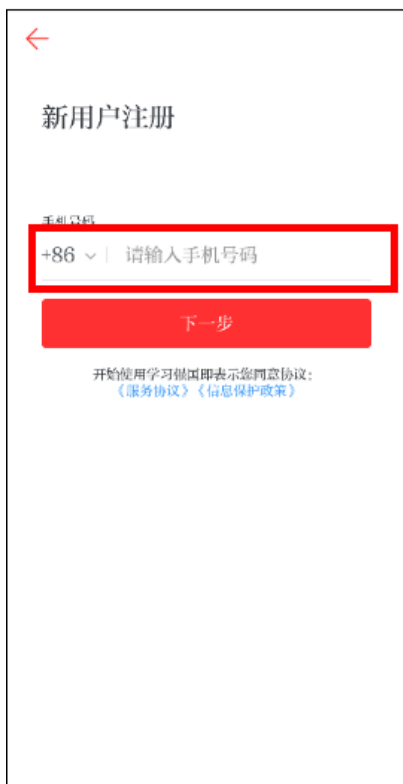 新用户注册
手机号码
+86 请输入手机号码
下一步
开始使用学习强国即表示您同意协议:
《服务协议》《信息保护政策》